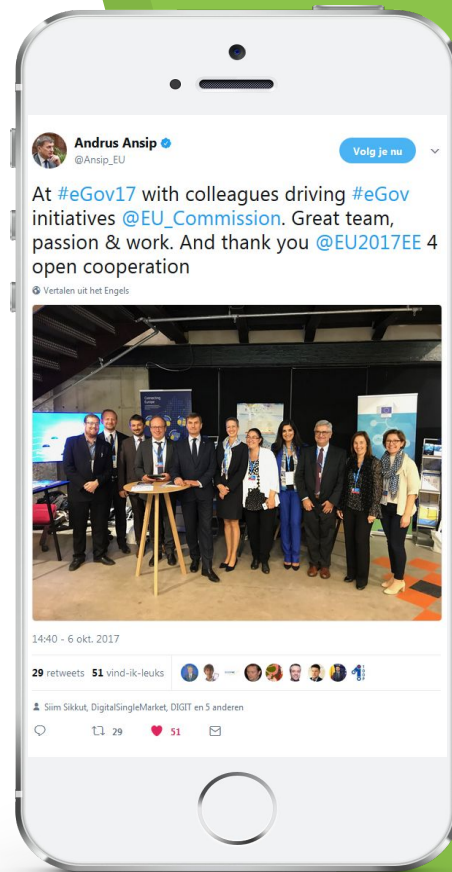 Andrus Ansip
@Ansip_EU
Volg je nu
At #eGov17 with colleagues driving #eGov
initiatives @EU_Commission. Great team,
passion & work. And thank you @EU2017EE 4
open cooperation
Vertalen uit het Engels
Connecting
Europe
14:40 - 6 okt. 2017
29 retweets 51 vind-ik-leuks
Siim Sikkut, DigitalSingleMarket, DIGIT en 5 anderen
29 51